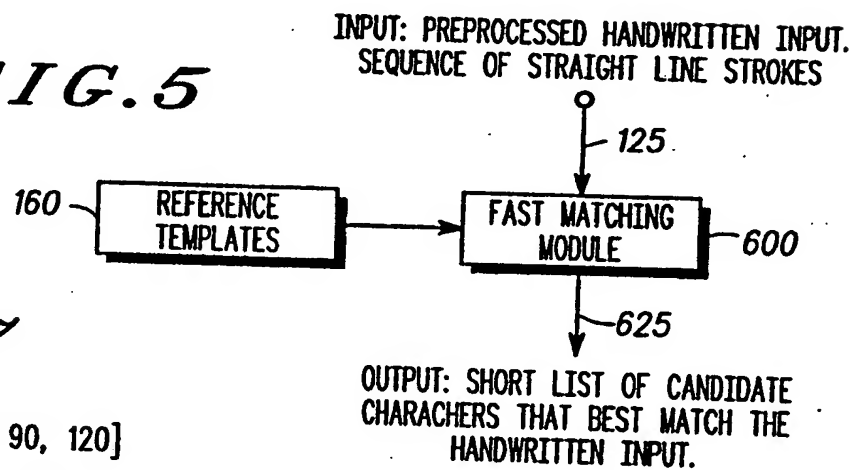 INPUT: PREPROCESSED HANDWRITTEN INPUT.
SEQUENCE OF STRAIGHT LINE STROKES
IG.5
125
160
REFERENCE
TEMPLATES
FAST MATCHING
MODULE
600
625
OUTPUT: SHORT LIST OF CANDIDATE
CHARACHERS THAT BEST MATCH THE
HANDWRITTEN INPUT.
90, 120]